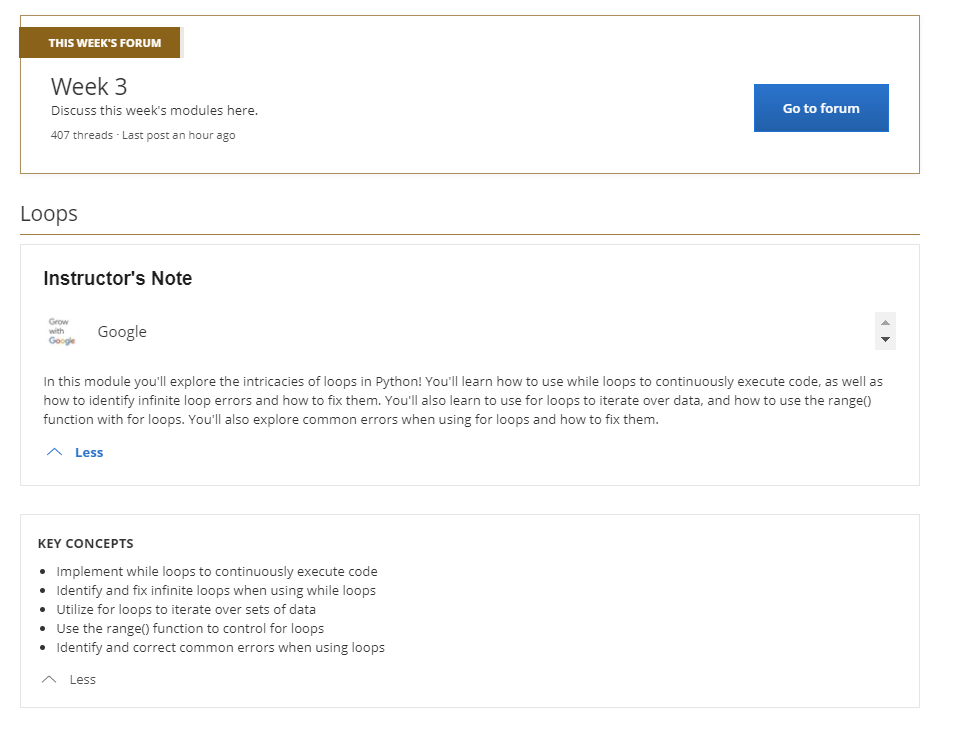 THIS WEEK'S FORUM
Week 3
Discuss this week's modules here.
407 threads · Last post an hour ago
Go to forum
Loops
Instructor's Note
Grow
with
Google
Google
In this module you'll explore the intricacies of loops in Python! You'll learn how to use while loops to continuously execute code, as well as
how to identify infinite loop errors and how to fix them. You'll also learn to use for loops to iterate over data, and how to use the range()
function with for loops. You'll also explore common errors when using for loops and how to fix them.
Less
KEY CONCEPTS
• Implement while loops to continuously execute code
• Identify and fix infinite loops when using while loops
• Utilize for loops to iterate over sets of data
• Use the range() function to control for loops
• Identify and correct common errors when using loops
Less